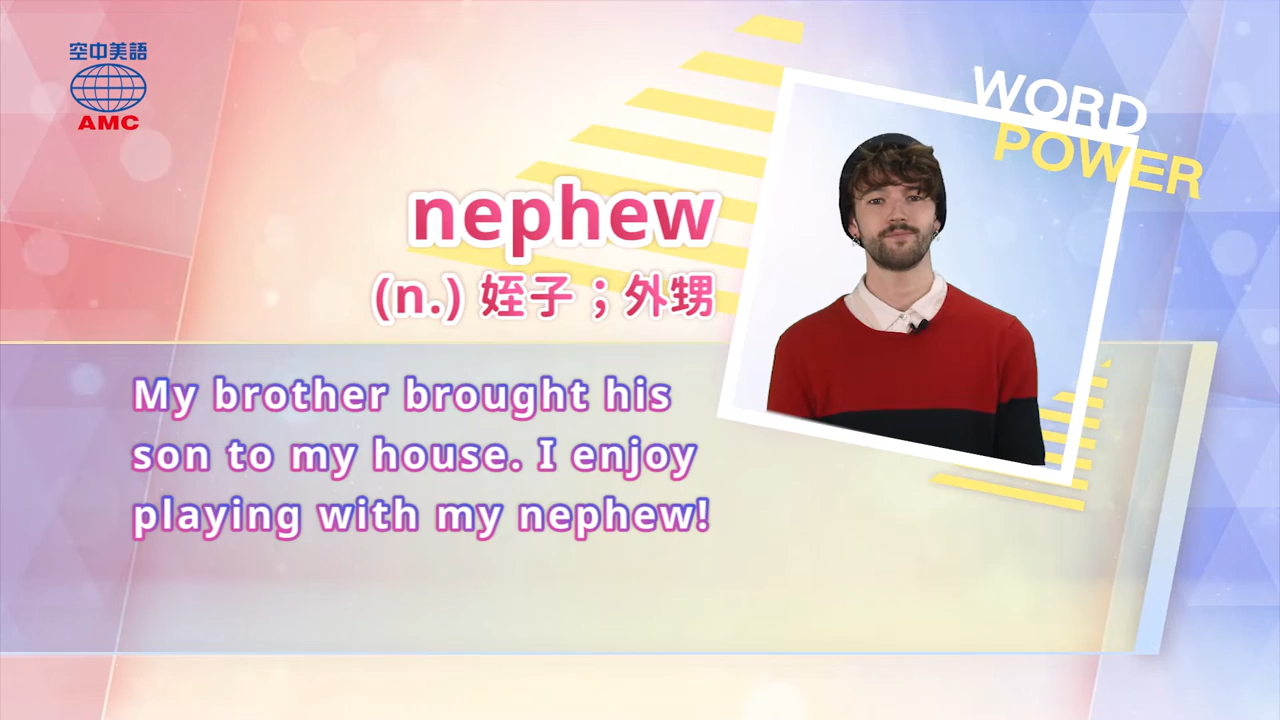 空中美語
AMC
WORD
POWER
nephew
(n.) 姪子；外甥
My brother brought his
son to my house. I enjoy
playing with my nephew!